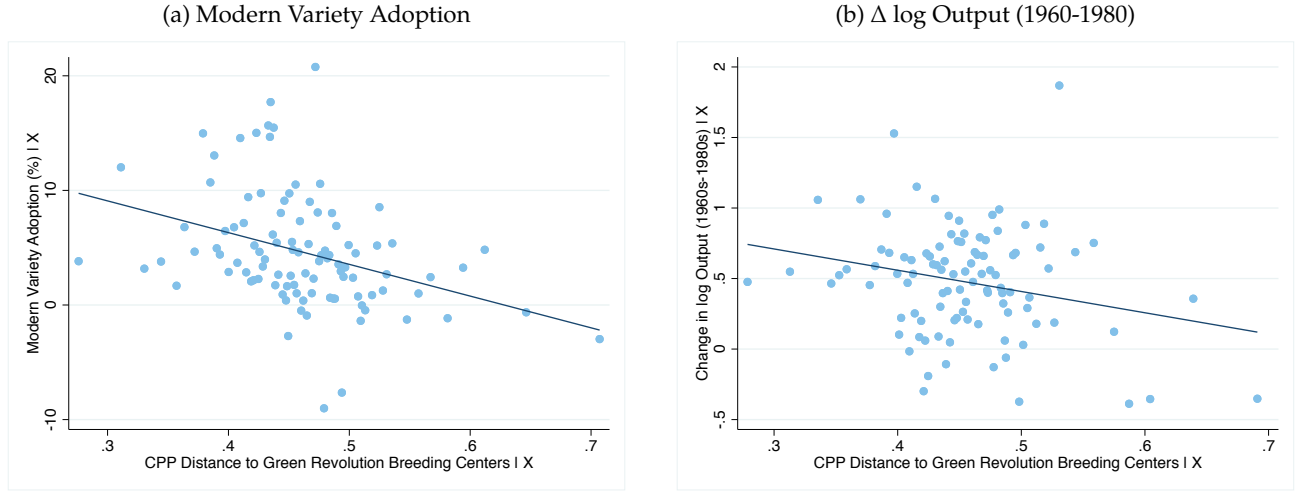 (a) Modern Variety Adoption
Modern Variety Adoption (%) | X
20
10
0
-10
.3 .4 .5 .6 .7
CPP Distance to Green Revolution Breeding Centers | X
(b) Δ log Output (1960-1980)
Change in log Output (1960s-1980s) | X
2
1.5
1
.5
0
-.5
.3 .4 .5 .6 .7
CPP Distance to Green Revolution Breeding Centers | X